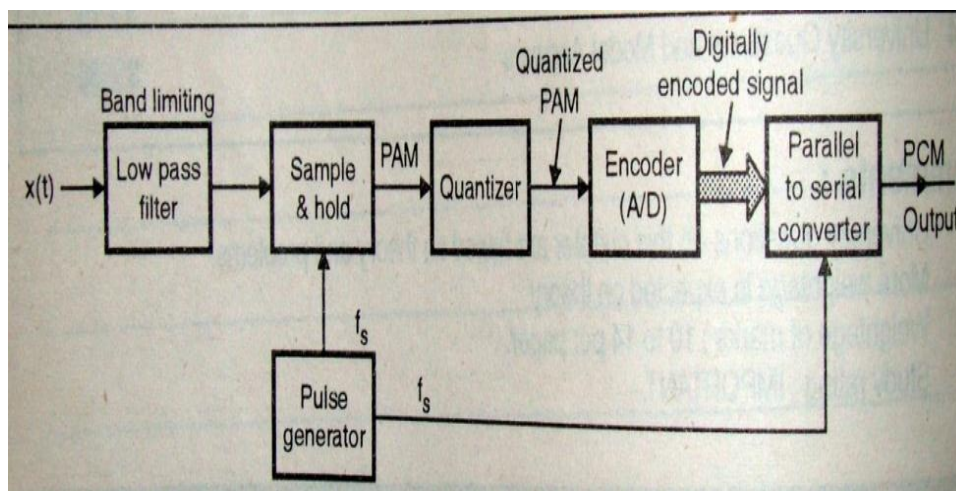 Band limiting
x(t)
Low pass
filter
Sample
& hold
PAM
Quantizer
Quantized
PAM
Encoder
(A/D)
Digitally
encoded signal
Parallel
to serial
converter
PCM
Output
fs
Pulse
generator
fs